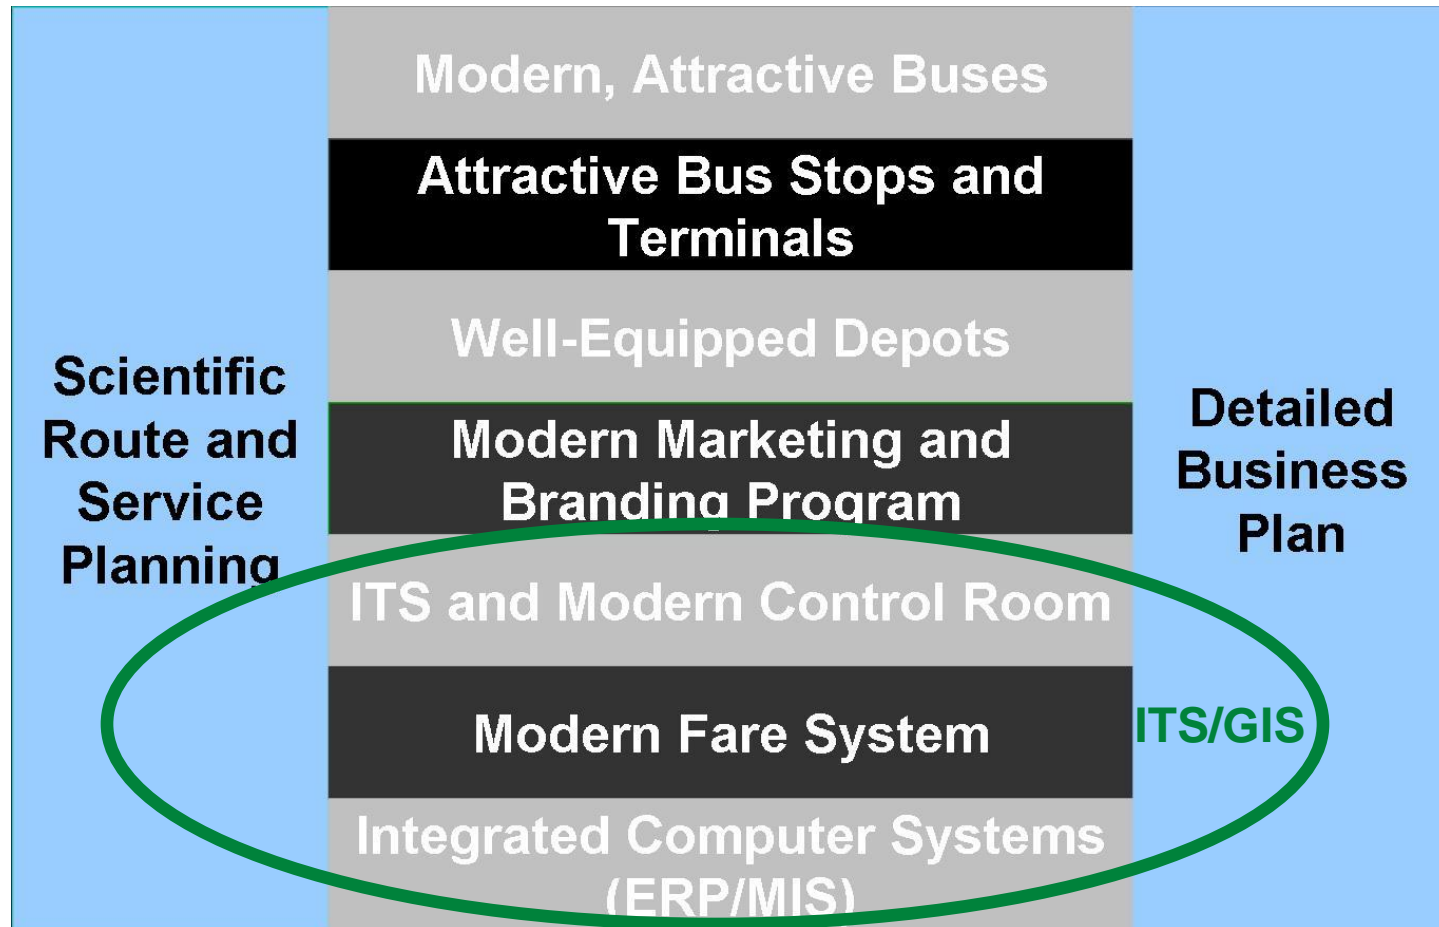 Modern, Attractive Buses
Attractive Bus Stops and
Terminals
Well-Equipped Depots
Modern Marketing and
Branding Program
ITS and Modern Control Room
Modern Fare System
Integrated Computer Systems
(ERP/MIS)
Scientific
Route and
Service
Planning
Detailed
Business
Plan
ITS/GIS